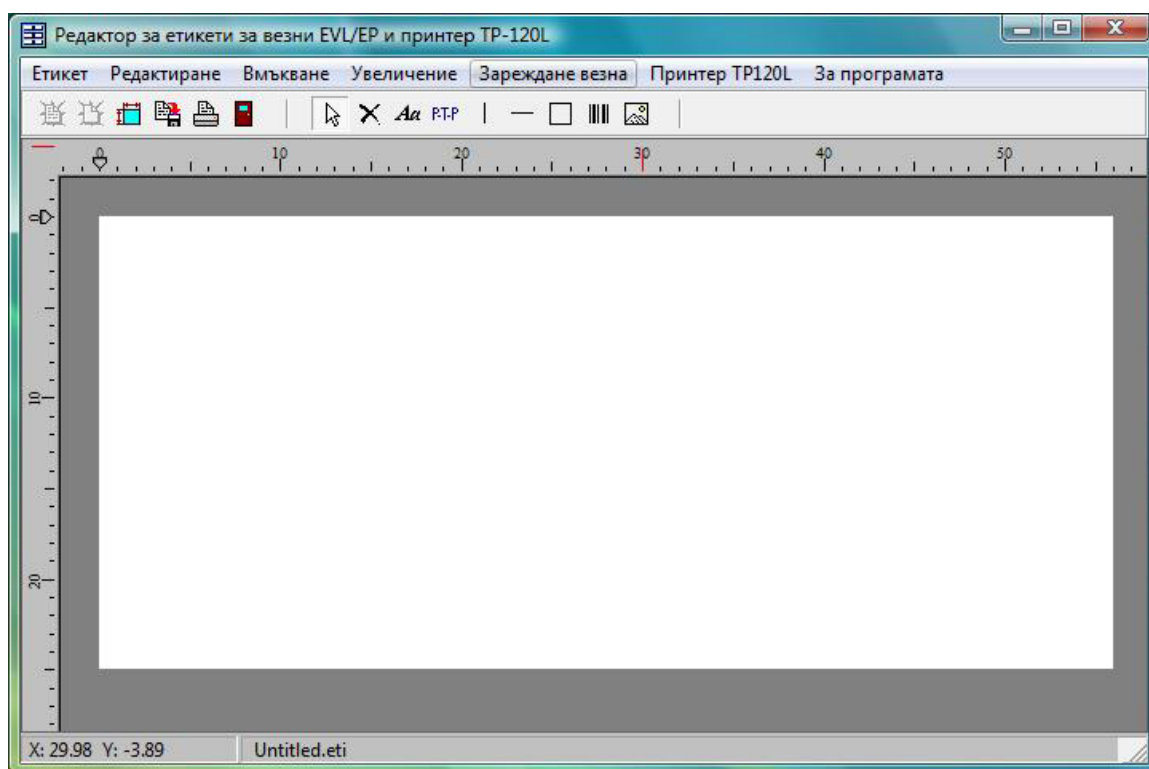 Редактор за етикети за везни EVL/EP и принтер TP-120L
Етикет Редактиране Вмъкване Увеличение Зареждане везна Принтер TP120L За програмата
Aa P.T.P
0 10 20 30 40 50
0
10
20
X: 29.98 Y: -3.89 Untitled.eti